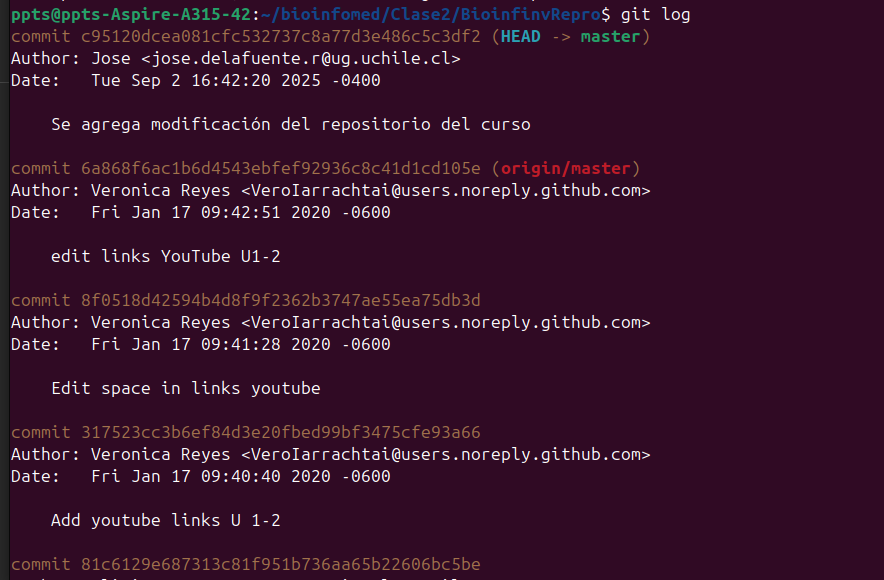 ppts@ppts-Aspire-A315-42:~/bioinfomed/Clase2/BioinfinvRepro$ git log
commit c95120dcea081cfc532737c8a77d3e486c5c3df2 (HEAD -> master)
Author: Jose <jose.delafuente.r@ug.uchile.cl>
Date:   Tue Sep 2 16:42:20 2025 -0400
Se agrega modificación del repositorio del curso
commit 6a868f6ac1b6d4543ebfef92936c8c41d1cd105e (origin/master)
Author: Veronica Reyes <VeroIarrachtai@users.noreply.github.com>
Date:   Fri Jan 17 09:42:51 2020 -0600
edit links YouTube U1-2
commit 8f0518d42594b4d8f9f2362b3747ae55ea75db3d
Author: Veronica Reyes <VeroIarrachtai@users.noreply.github.com>
Date:   Fri Jan 17 09:41:28 2020 -0600
Edit space in links youtube
commit 317523cc3b6ef84d3e20fbed99bf3475cfe93a66
Author: Veronica Reyes <VeroIarrachtai@users.noreply.github.com>
Date:   Fri Jan 17 09:40:40 2020 -0600
Add youtube links U 1-2
commit 81c6129e687313c81f951b736aa65b22606bc5be